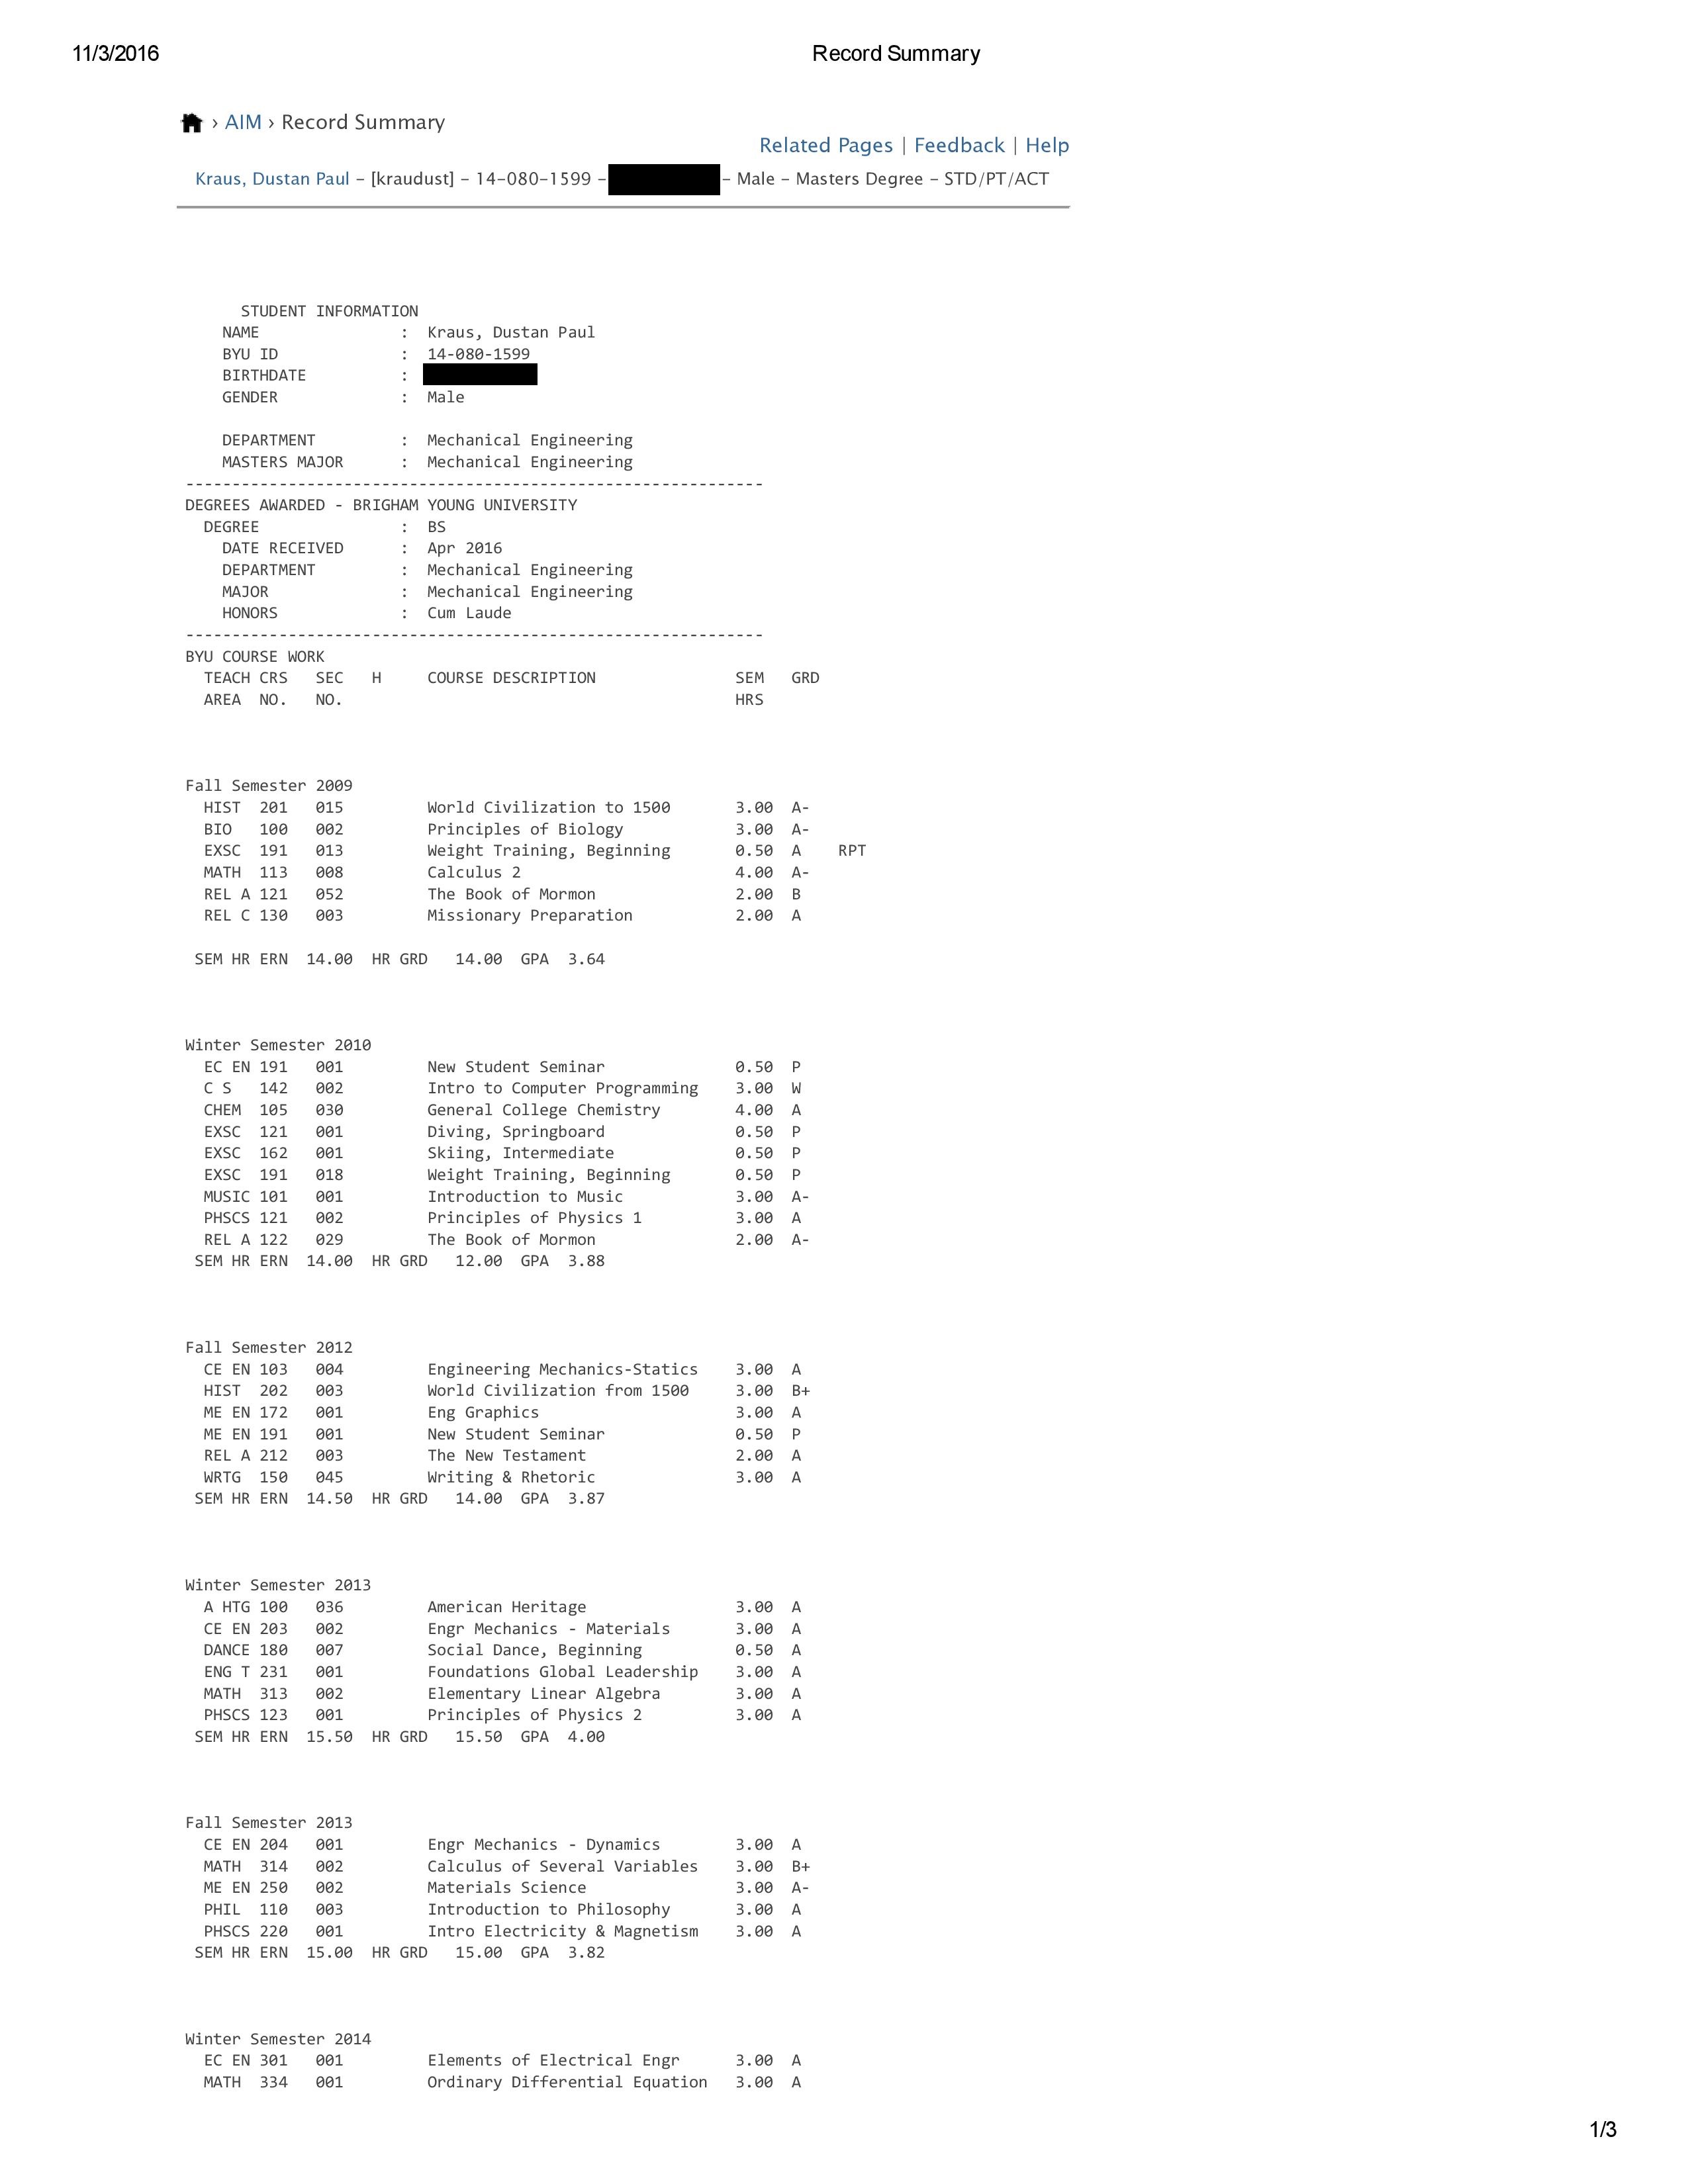 11/3/2016 Record Summary
› AIM › Record Summary
Related Pages | Feedback | Help
Kraus, Dustan Paul – [kraudust] – 14–080–1599 – – Male – Masters Degree – STD/PT/ACT
STUDENT INFORMATION
NAME : Kraus, Dustan Paul
BYU ID : 14-080-1599
BIRTHDATE :
GENDER : Male
DEPARTMENT : Mechanical Engineering
MASTERS MAJOR : Mechanical Engineering
--------------------------------------------------------------
DEGREES AWARDED - BRIGHAM YOUNG UNIVERSITY
DEGREE : BS
DATE RECEIVED : Apr 2016
DEPARTMENT : Mechanical Engineering
MAJOR : Mechanical Engineering
HONORS : Cum Laude
--------------------------------------------------------------
BYU COURSE WORK
TEACH CRS SEC H COURSE DESCRIPTION SEM GRD
AREA NO. NO. HRS
Fall Semester 2009
HIST 201 015 World Civilization to 1500 3.00 A-
BIO 100 002 Principles of Biology 3.00 A-
EXSC 191 013 Weight Training, Beginning 0.50 A RPT
MATH 113 008 Calculus 2 4.00 A-
REL A 121 052 The Book of Mormon 2.00 B
REL C 130 003 Missionary Preparation 2.00 A
SEM HR ERN 14.00 HR GRD 14.00 GPA 3.64
Winter Semester 2010
EC EN 191 001 New Student Seminar 0.50 P
C S 142 002 Intro to Computer Programming 3.00 W
CHEM 105 030 General College Chemistry 4.00 A
EXSC 121 001 Diving, Springboard 0.50 P
EXSC 162 001 Skiing, Intermediate 0.50 P
EXSC 191 018 Weight Training, Beginning 0.50 P
MUSIC 101 001 Introduction to Music 3.00 A-
PHSCS 121 002 Principles of Physics 1 3.00 A
REL A 122 029 The Book of Mormon 2.00 A-
SEM HR ERN 14.00 HR GRD 12.00 GPA 3.88
Fall Semester 2012
CE EN 103 004 Engineering Mechanics-Statics 3.00 A
HIST 202 003 World Civilization from 1500 3.00 B+
ME EN 172 001 Eng Graphics 3.00 A
ME EN 191 001 New Student Seminar 0.50 P
REL A 212 003 The New Testament 2.00 A
WRTG 150 045 Writing & Rhetoric 3.00 A
SEM HR ERN 14.50 HR GRD 14.00 GPA 3.87
Winter Semester 2013
A HTG 100 036 American Heritage 3.00 A
CE EN 203 002 Engr Mechanics - Materials 3.00 A
DANCE 180 007 Social Dance, Beginning 0.50 A
ENG T 231 001 Foundations Global Leadership 3.00 A
MATH 313 002 Elementary Linear Algebra 3.00 A
PHSCS 123 001 Principles of Physics 2 3.00 A
SEM HR ERN 15.50 HR GRD 15.50 GPA 4.00
Fall Semester 2013
CE EN 204 001 Engr Mechanics - Dynamics 3.00 A
MATH 314 002 Calculus of Several Variables 3.00 B+
ME EN 250 002 Materials Science 3.00 A-
PHIL 110 003 Introduction to Philosophy 3.00 A
PHSCS 220 001 Intro Electricity & Magnetism 3.00 A
SEM HR ERN 15.00 HR GRD 15.00 GPA 3.82
Winter Semester 2014
EC EN 301 001 Elements of Electrical Engr 3.00 A
MATH 334 001 Ordinary Differential Equation 3.00 A
1/3